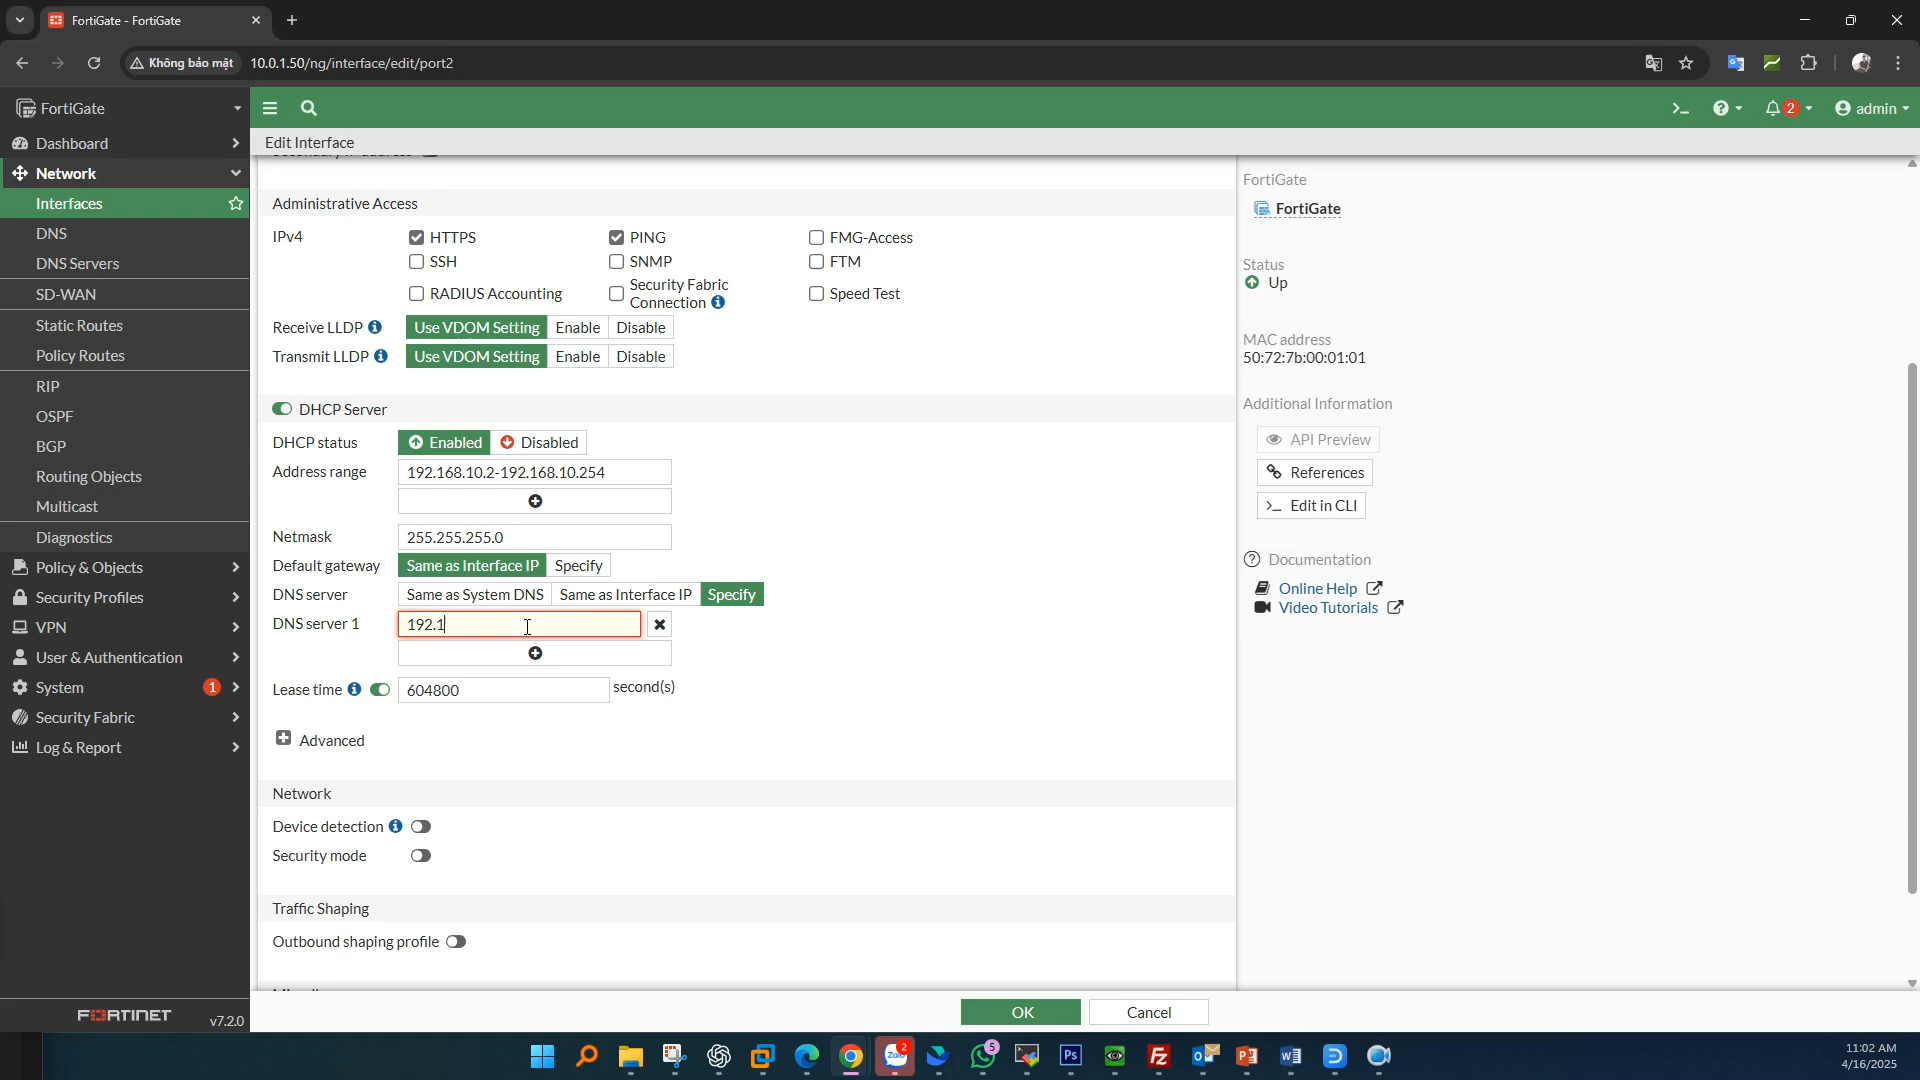 FortiGate - FortiGate
Không bảo mật
10.0.1.50/ng/interface/edit/port2
FortiGate
2
admin
Dashboard
Network
Interfaces
DNS
DNS Servers
SD-WAN
Static Routes
Policy Routes
RIP
OSPF
BGP
Routing Objects
Multicast
Diagnostics
Policy & Objects
Security Profiles
VPN
User & Authentication
System
1
Security Fabric
Log & Report
FORTINET
v7.2.0
Edit Interface
Administrative Access
IPv4
HTTPS
PING
FMG-Access
SSH
SNMP
FTM
RADIUS Accounting
Security Fabric
Connection
Speed Test
Receive LLDP
Use VDOM Setting
Enable
Disable
Transmit LLDP
Use VDOM Setting
Enable
Disable
DHCP Server
DHCP status
Enabled
Disabled
Address range
192.168.10.2-192.168.10.254
Netmask
255.255.255.0
Default gateway
Same as Interface IP
Specify
DNS server
Same as System DNS
Same as Interface IP
Specify
DNS server 1
192.1
Lease time
604800
second(s)
Advanced
Network
Device detection
Security mode
Traffic Shaping
Outbound shaping profile
OK
Cancel
FortiGate
FortiGate
Status
Up
MAC address
50:72:7b:00:01:01
Additional Information
API Preview
References
Edit in CLI
Documentation
Online Help
Video Tutorials
Zalo
2
5
Ps
11:02 AM
4/16/2025